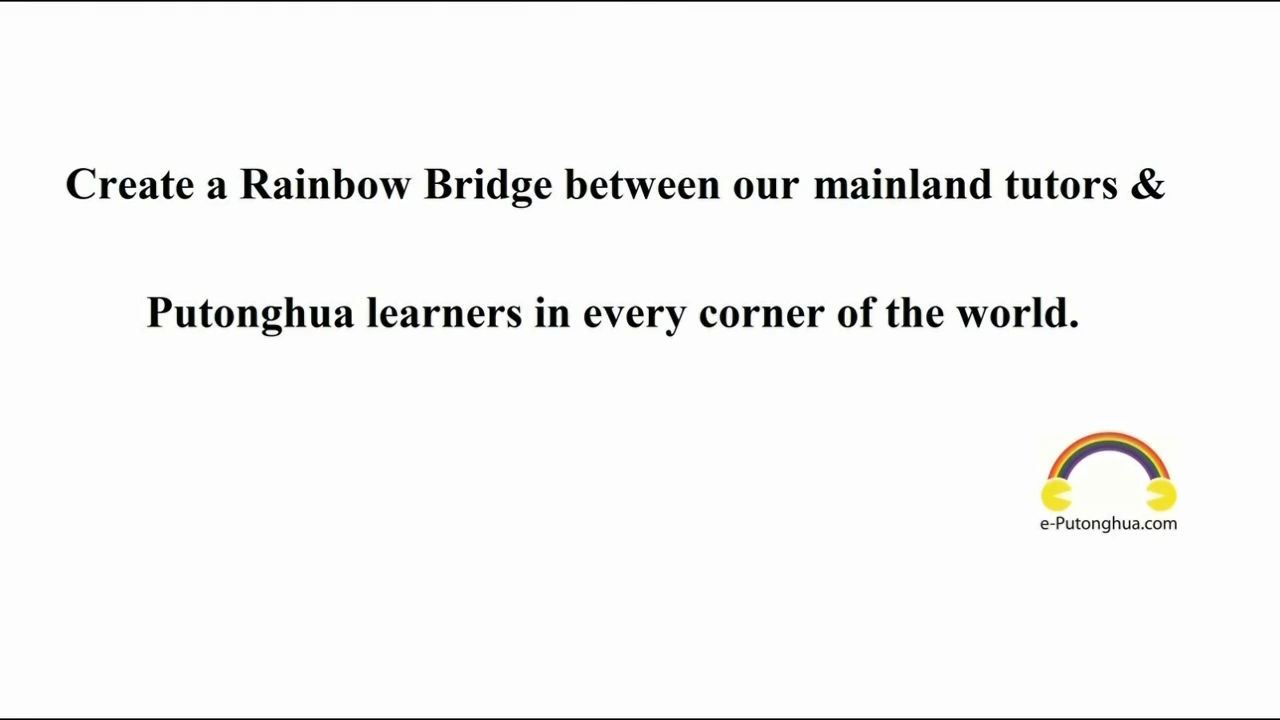 Create a Rainbow Bridge between our mainland tutors &
Putonghua learners in every corner of the world.
e-Putonghua.com